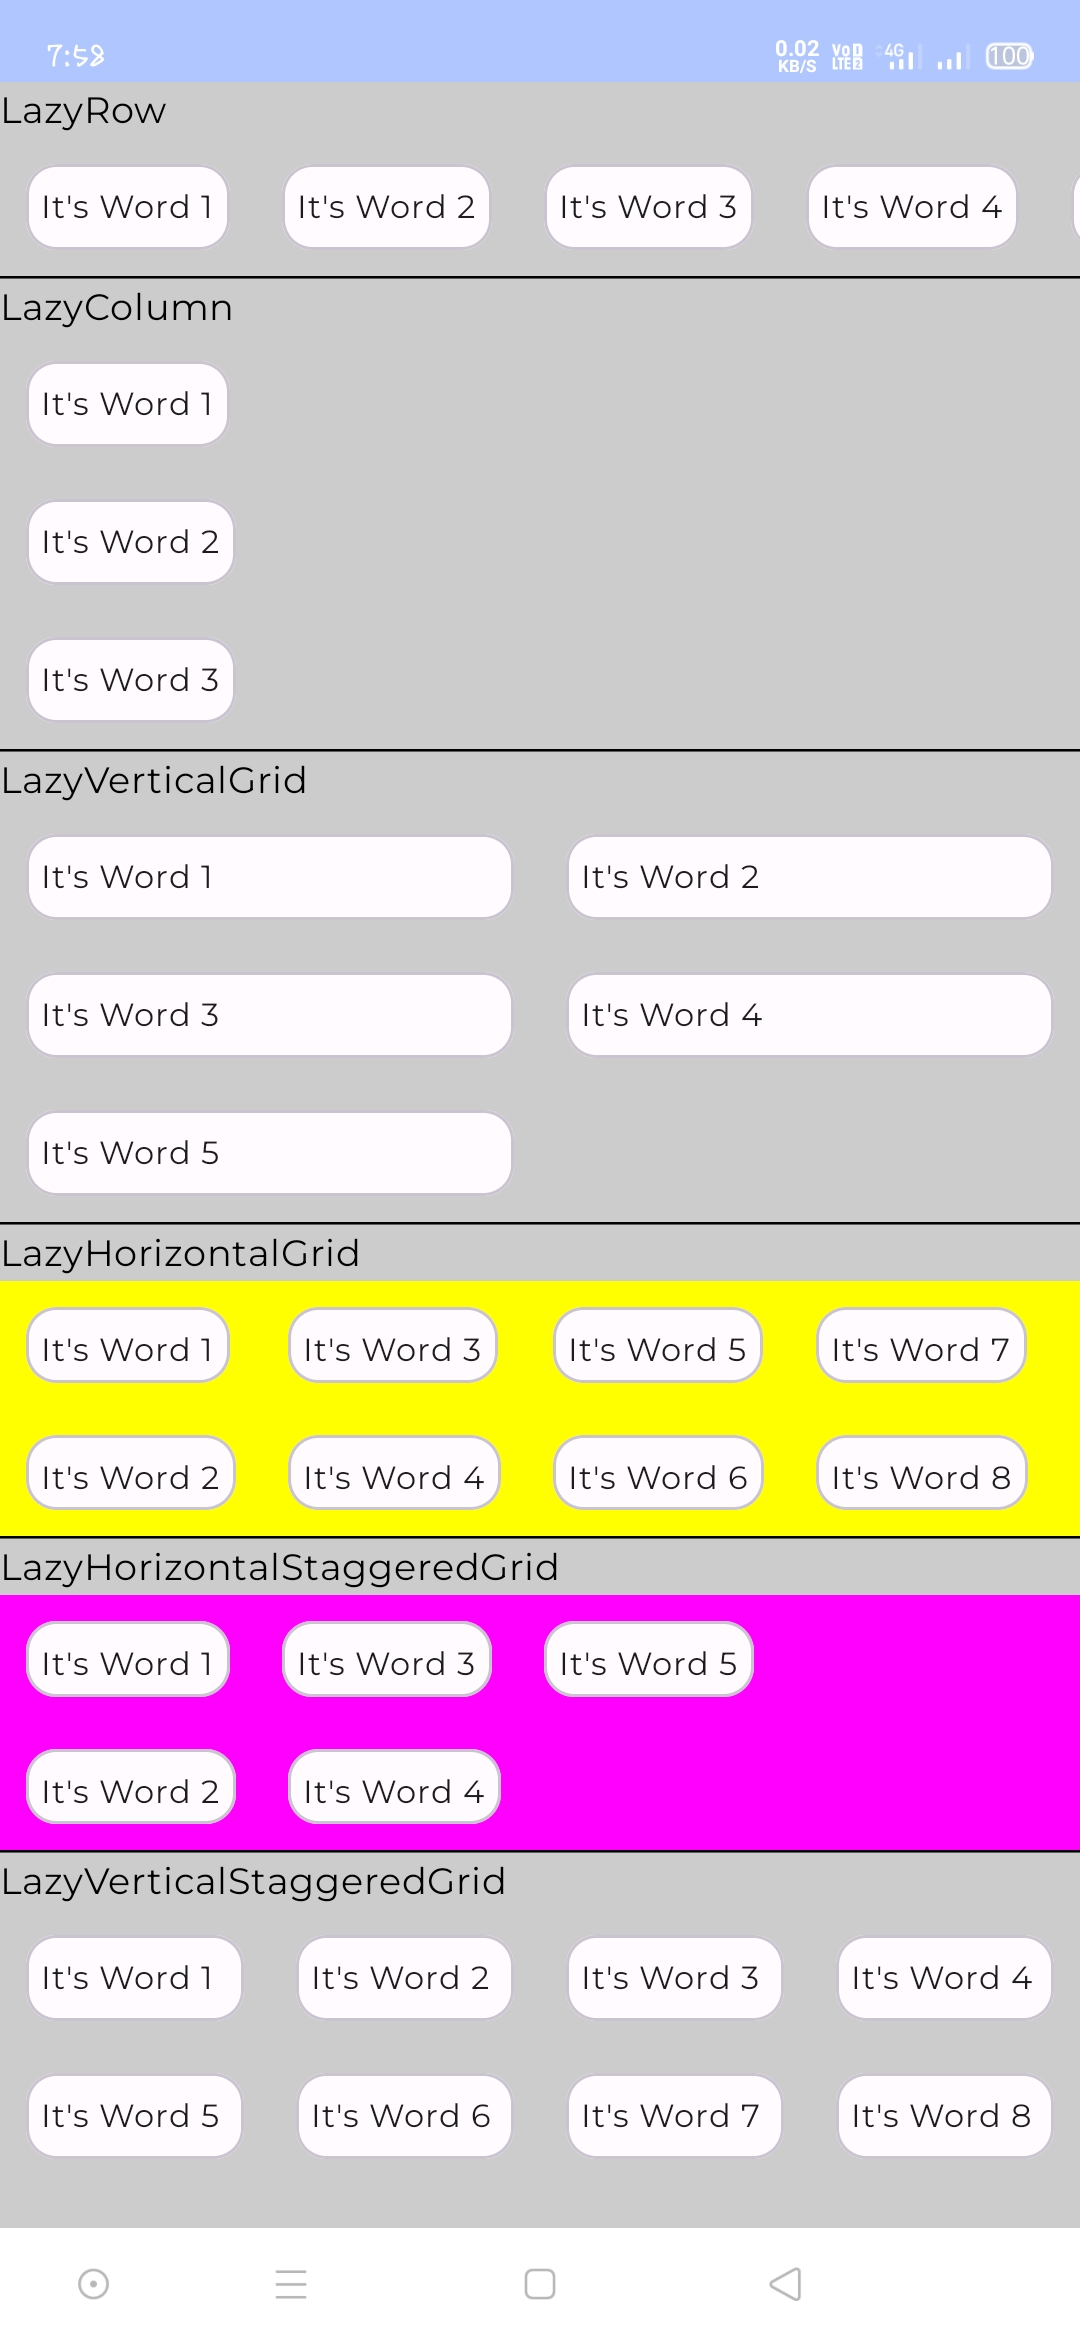 7:58 0.02 KB/S Vo LTE 4G 100
LazyRow
It's Word 1 It's Word 2 It's Word 3 It's Word 4
LazyColumn
It's Word 1
It's Word 2
It's Word 3
LazyVerticalGrid
It's Word 1 It's Word 2
It's Word 3 It's Word 4
It's Word 5
LazyHorizontalGrid
It's Word 1 It's Word 3 It's Word 5 It's Word 7
It's Word 2 It's Word 4 It's Word 6 It's Word 8
LazyHorizontalStaggeredGrid
It's Word 1 It's Word 3 It's Word 5
It's Word 2 It's Word 4
LazyVerticalStaggeredGrid
It's Word 1 It's Word 2 It's Word 3 It's Word 4
It's Word 5 It's Word 6 It's Word 7 It's Word 8